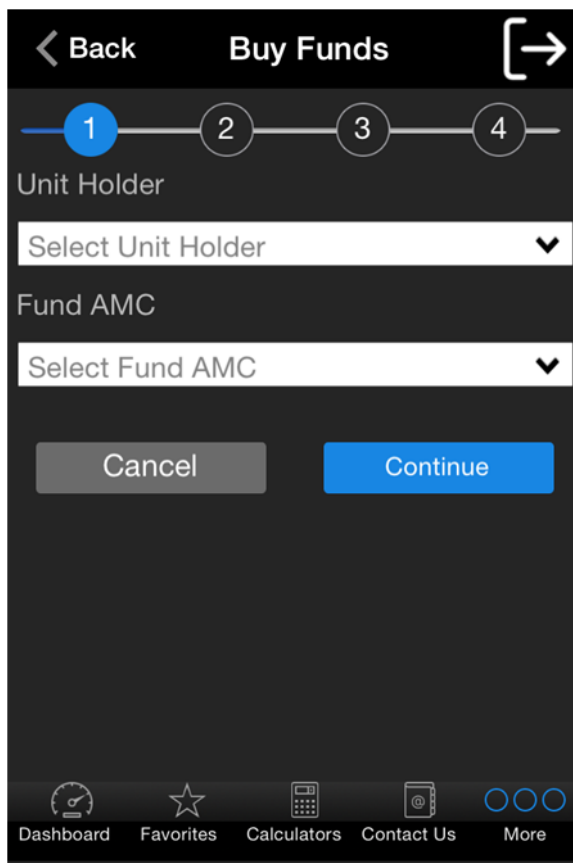 Back Buy Funds
1 2 3 4
Unit Holder
Select Unit Holder
Fund AMC
Select Fund AMC
Cancel Continue
@
Dashboard Favorites Calculators Contact Us More